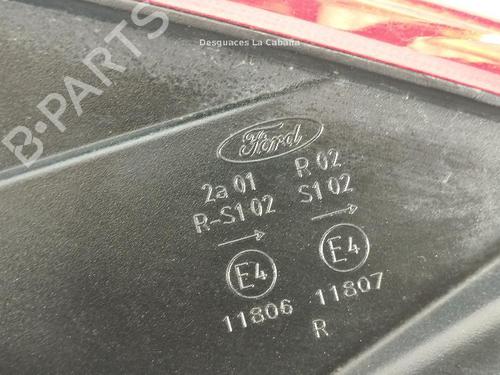 Desguaces La Cabaña
B-PARTS
Ford
2a 01 R 02
R-S1 02 S1 02
E4 E4
11806 11807
R